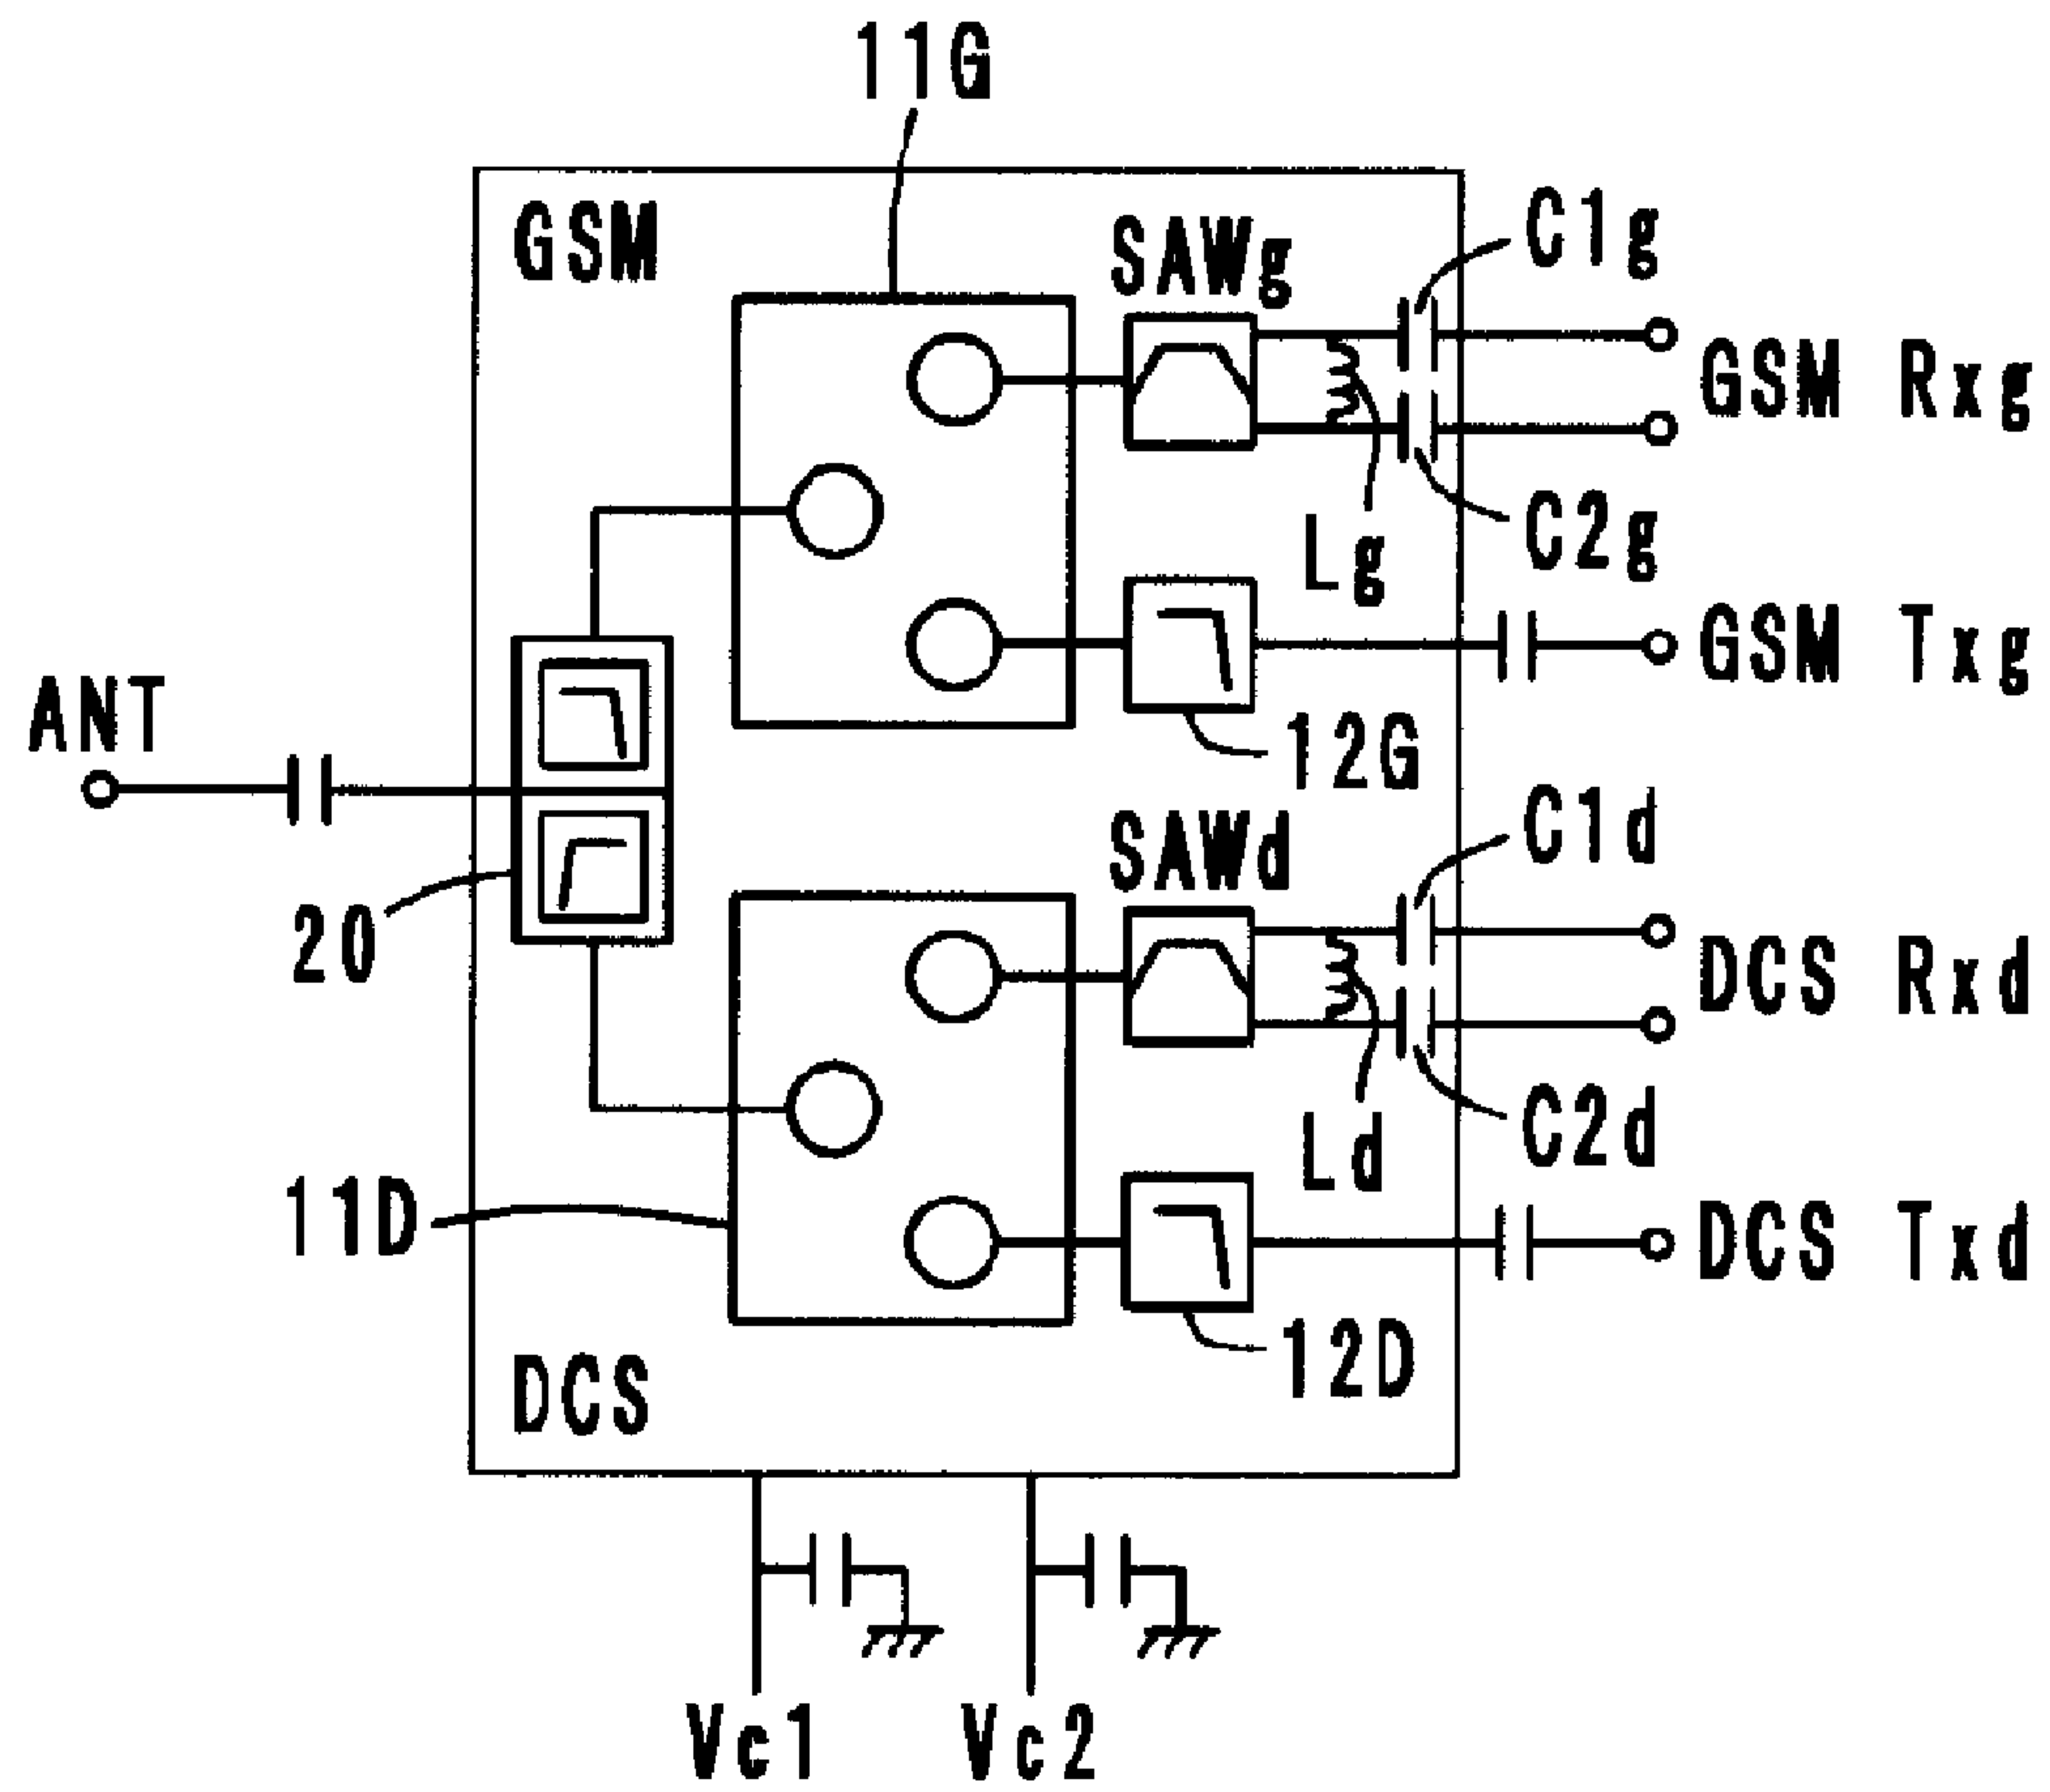 11G
GSM
SAWg
C1g
GSM Rxg
C2g
Lg
GSM Txg
ANT
12G
C1d
SAWd
20
DCS Rxd
C2d
Ld
11D
DCS Txd
12D
DCS
Vc1
Vc2